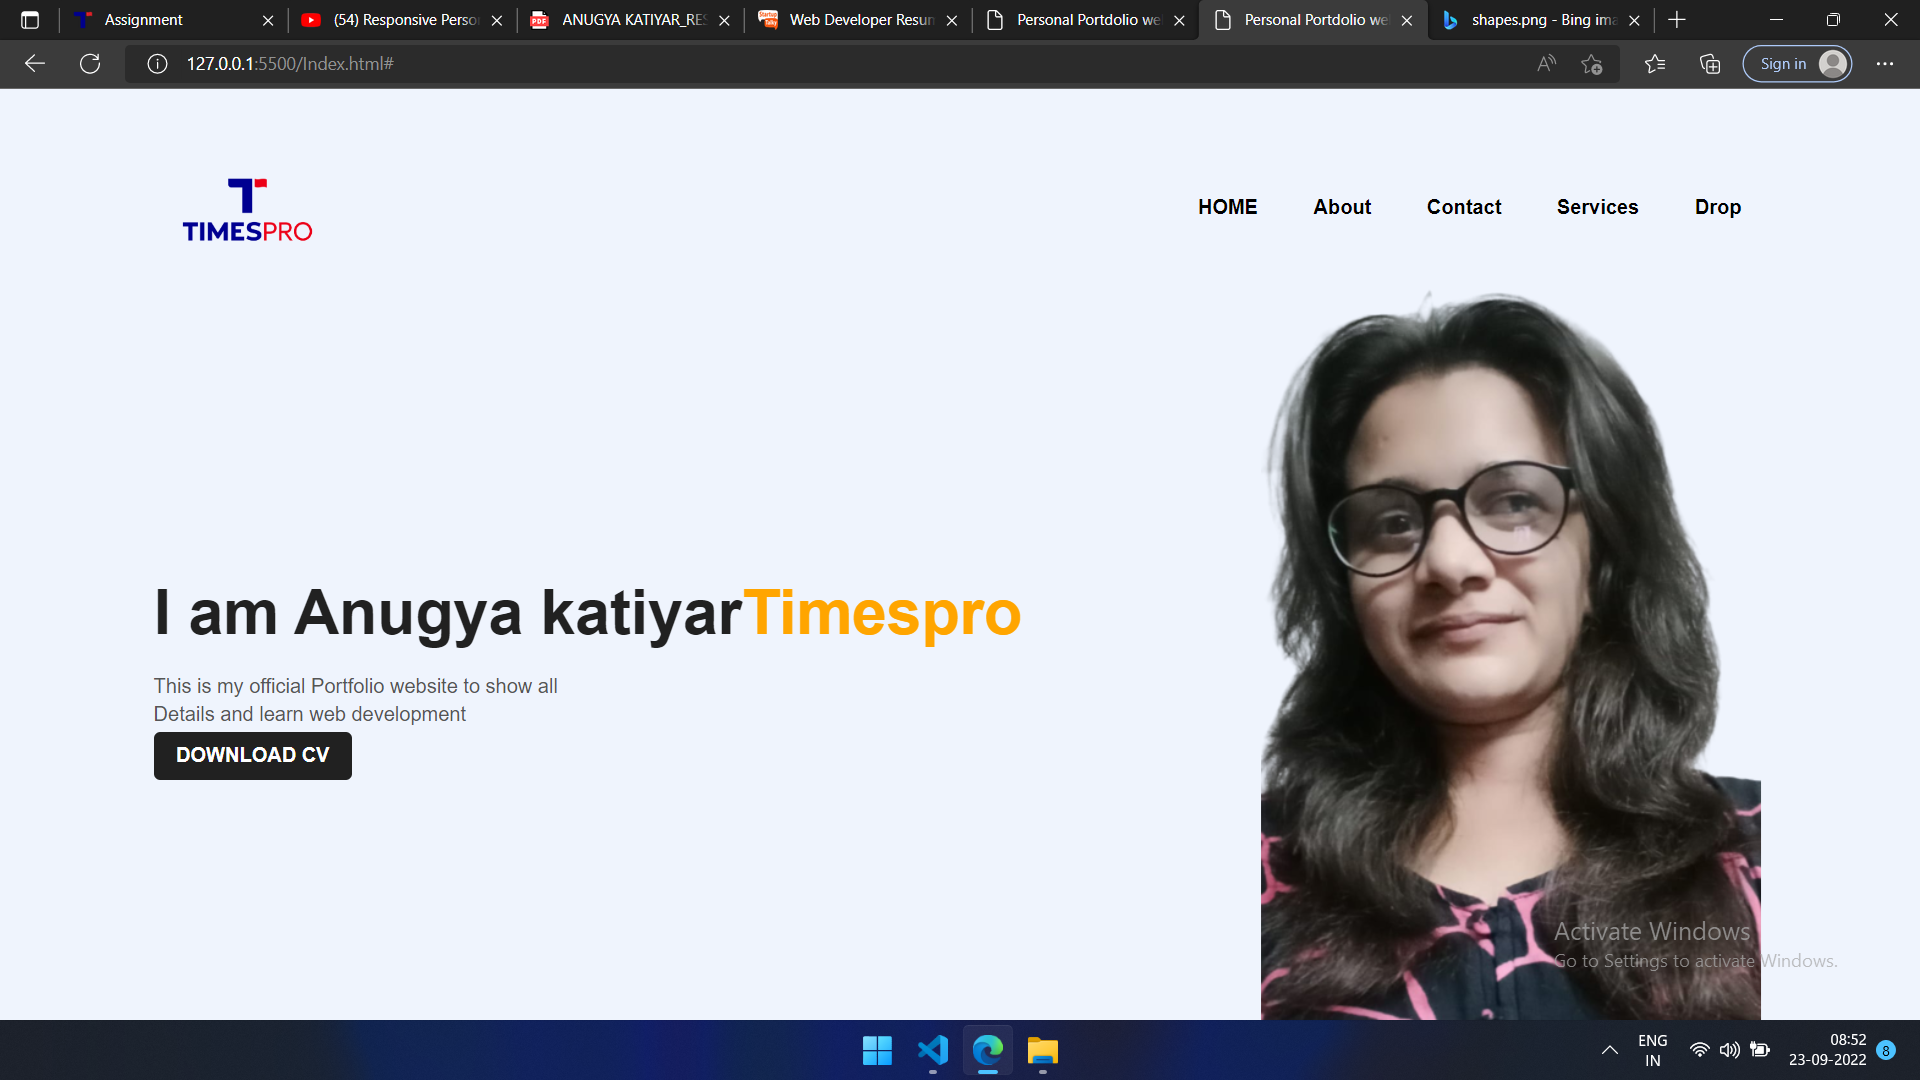 Assignment
(54) Responsive Perso
ANUGYA KATIYAR_RES
Web Developer Resum
Personal Portdolio we
Personal Portdolio we
shapes.png - Bing ima
127.0.0.1:5500/Index.html#
Sign in
TIMESPRO
HOME About Contact Services Drop
I am Anugya katiyarTimespro
This is my official Portfolio website to show all
Details and learn web development
DOWNLOAD CV
Activate Windows
Go to Settings to activate Windows.
ENG
IN
08:52
23-09-2022
8